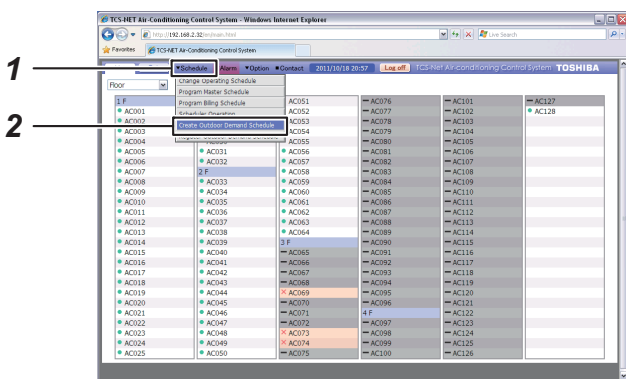 TCS-NET Air-Conditioning Control System - Windows Internet Explorer
http://192.168.2.32/en/main.html
Live Search
Favorites
TCS-NET Air-Conditioning Control System
1
▼Schedule
Alarm
▼Option
■Contact
2011/10/18 20:57
Log off
TCS-Net Air-conditioning Control System
TOSHIBA
Floor
Change Operating Schedule
Program Master Schedule
Program Billing Schedule
Scheduler Operating
2
Create Outdoor Demand Schedule
1 F
AC001
AC002
AC003
AC004
AC005
AC006
AC007
AC008
AC009
AC010
AC011
AC012
AC013
AC014
AC015
AC016
AC017
AC018
AC019
AC020
AC021
AC022
AC023
AC024
AC025
AC031
AC032
2 F
AC033
AC034
AC035
AC036
AC037
AC038
AC039
AC040
AC041
AC042
AC043
AC044
AC045
AC046
AC047
AC048
AC049
AC050
AC051
AC052
AC053
AC054
AC055
AC056
AC057
AC058
AC059
AC060
AC061
AC062
AC063
AC064
3 F
AC065
AC066
AC067
AC068
AC069
AC070
AC071
AC072
AC073
AC074
AC075
AC076
AC077
AC078
AC079
AC080
AC081
AC082
AC083
AC084
AC085
AC086
AC087
AC088
AC089
AC090
AC091
AC092
AC093
AC094
AC095
AC096
4 F
AC097
AC098
AC099
AC100
AC101
AC102
AC103
AC104
AC105
AC106
AC107
AC108
AC109
AC110
AC111
AC112
AC113
AC114
AC115
AC116
AC117
AC118
AC119
AC120
AC121
AC122
AC123
AC124
AC125
AC126
AC127
AC128